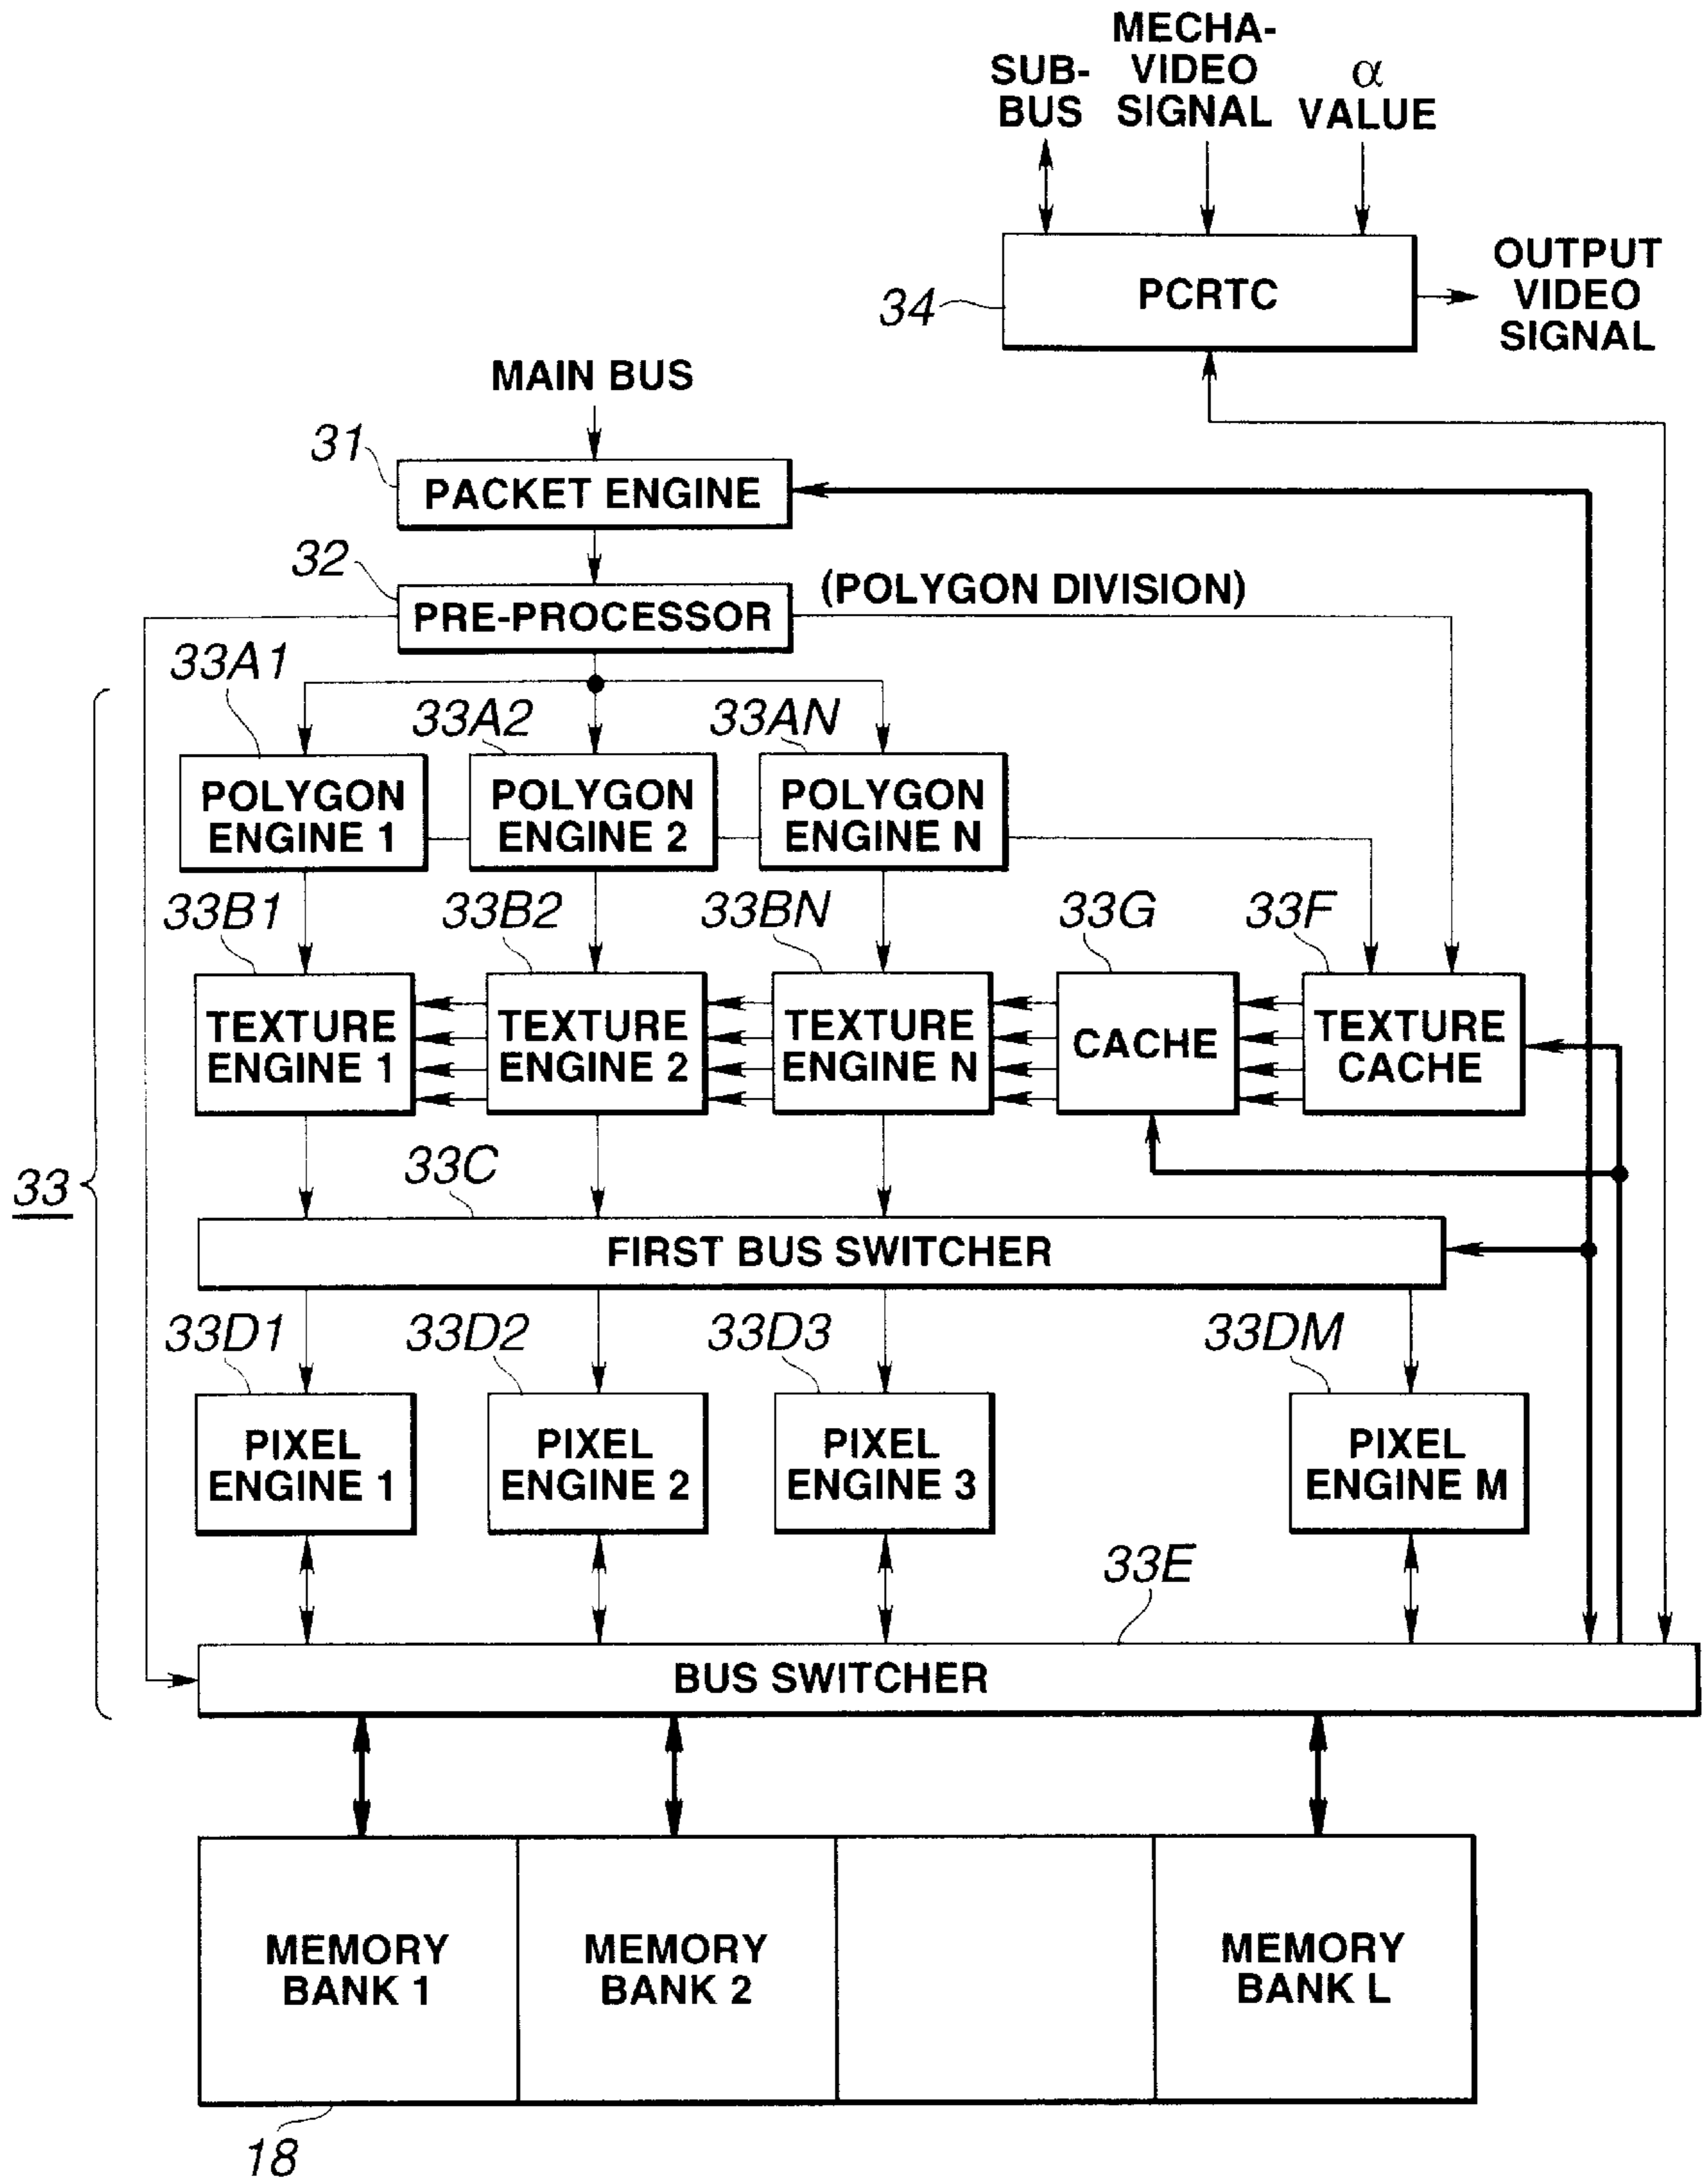 MECHA-
SUB-
VIDEO
α
BUS
SIGNAL
VALUE
34
PCRTC
OUTPUT
VIDEO
SIGNAL
MAIN BUS
31
PACKET ENGINE
32
PRE-PROCESSOR
(POLYGON DIVISION)
33A1
33A2
33AN
POLYGON
ENGINE 1
POLYGON
ENGINE 2
POLYGON
ENGINE N
33B1
33B2
33BN
33G
33F
TEXTURE
ENGINE 1
TEXTURE
ENGINE 2
TEXTURE
ENGINE N
CACHE
TEXTURE
CACHE
33
33C
FIRST BUS SWITCHER
33D1
33D2
33D3
33DM
PIXEL
ENGINE 1
PIXEL
ENGINE 2
PIXEL
ENGINE 3
PIXEL
ENGINE M
33E
BUS SWITCHER
MEMORY
BANK 1
MEMORY
BANK 2
MEMORY
BANK L
18